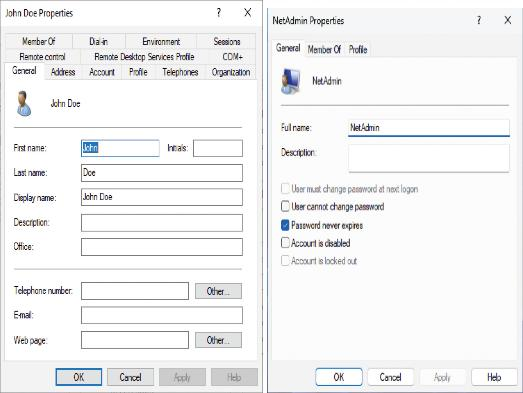 John Doe Properties ? X
Member Of Dial-in Environment Sessions
Remote control Remote Desktop Services Profile COM+
General Address Account Profile Telephones Organization
John Doe
First name: John Initials:
Last name: Doe
Display name: John Doe
Description:
Office:
Telephone number: Other...
E-mail:
Web page: Other...
OK Cancel Apply Help
NetAdmin Properties ? X
General Member Of Profile
NetAdmin
Full name: NetAdmin
Description:
User must change password at next logon
User cannot change password
Password never expires
Account is disabled
Account is locked out
OK Cancel Apply Help